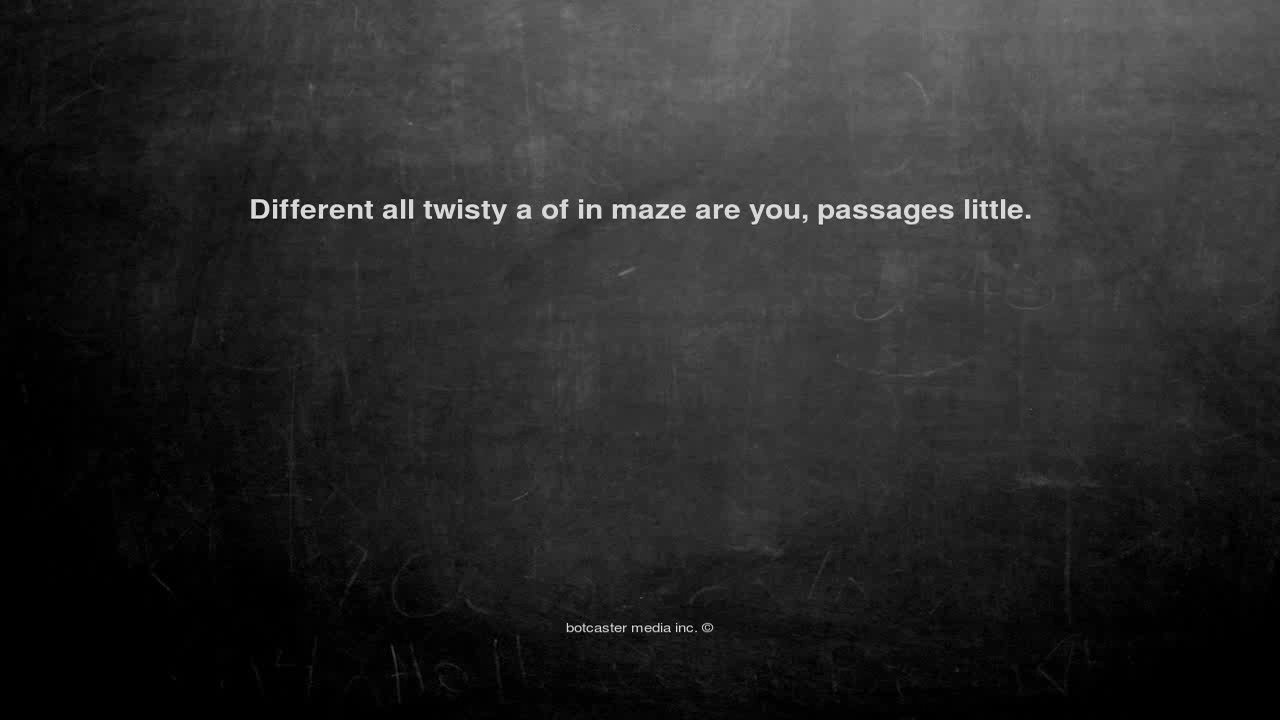 Different all twisty a of in maze are you, passages little.
botcaster media inc. ©